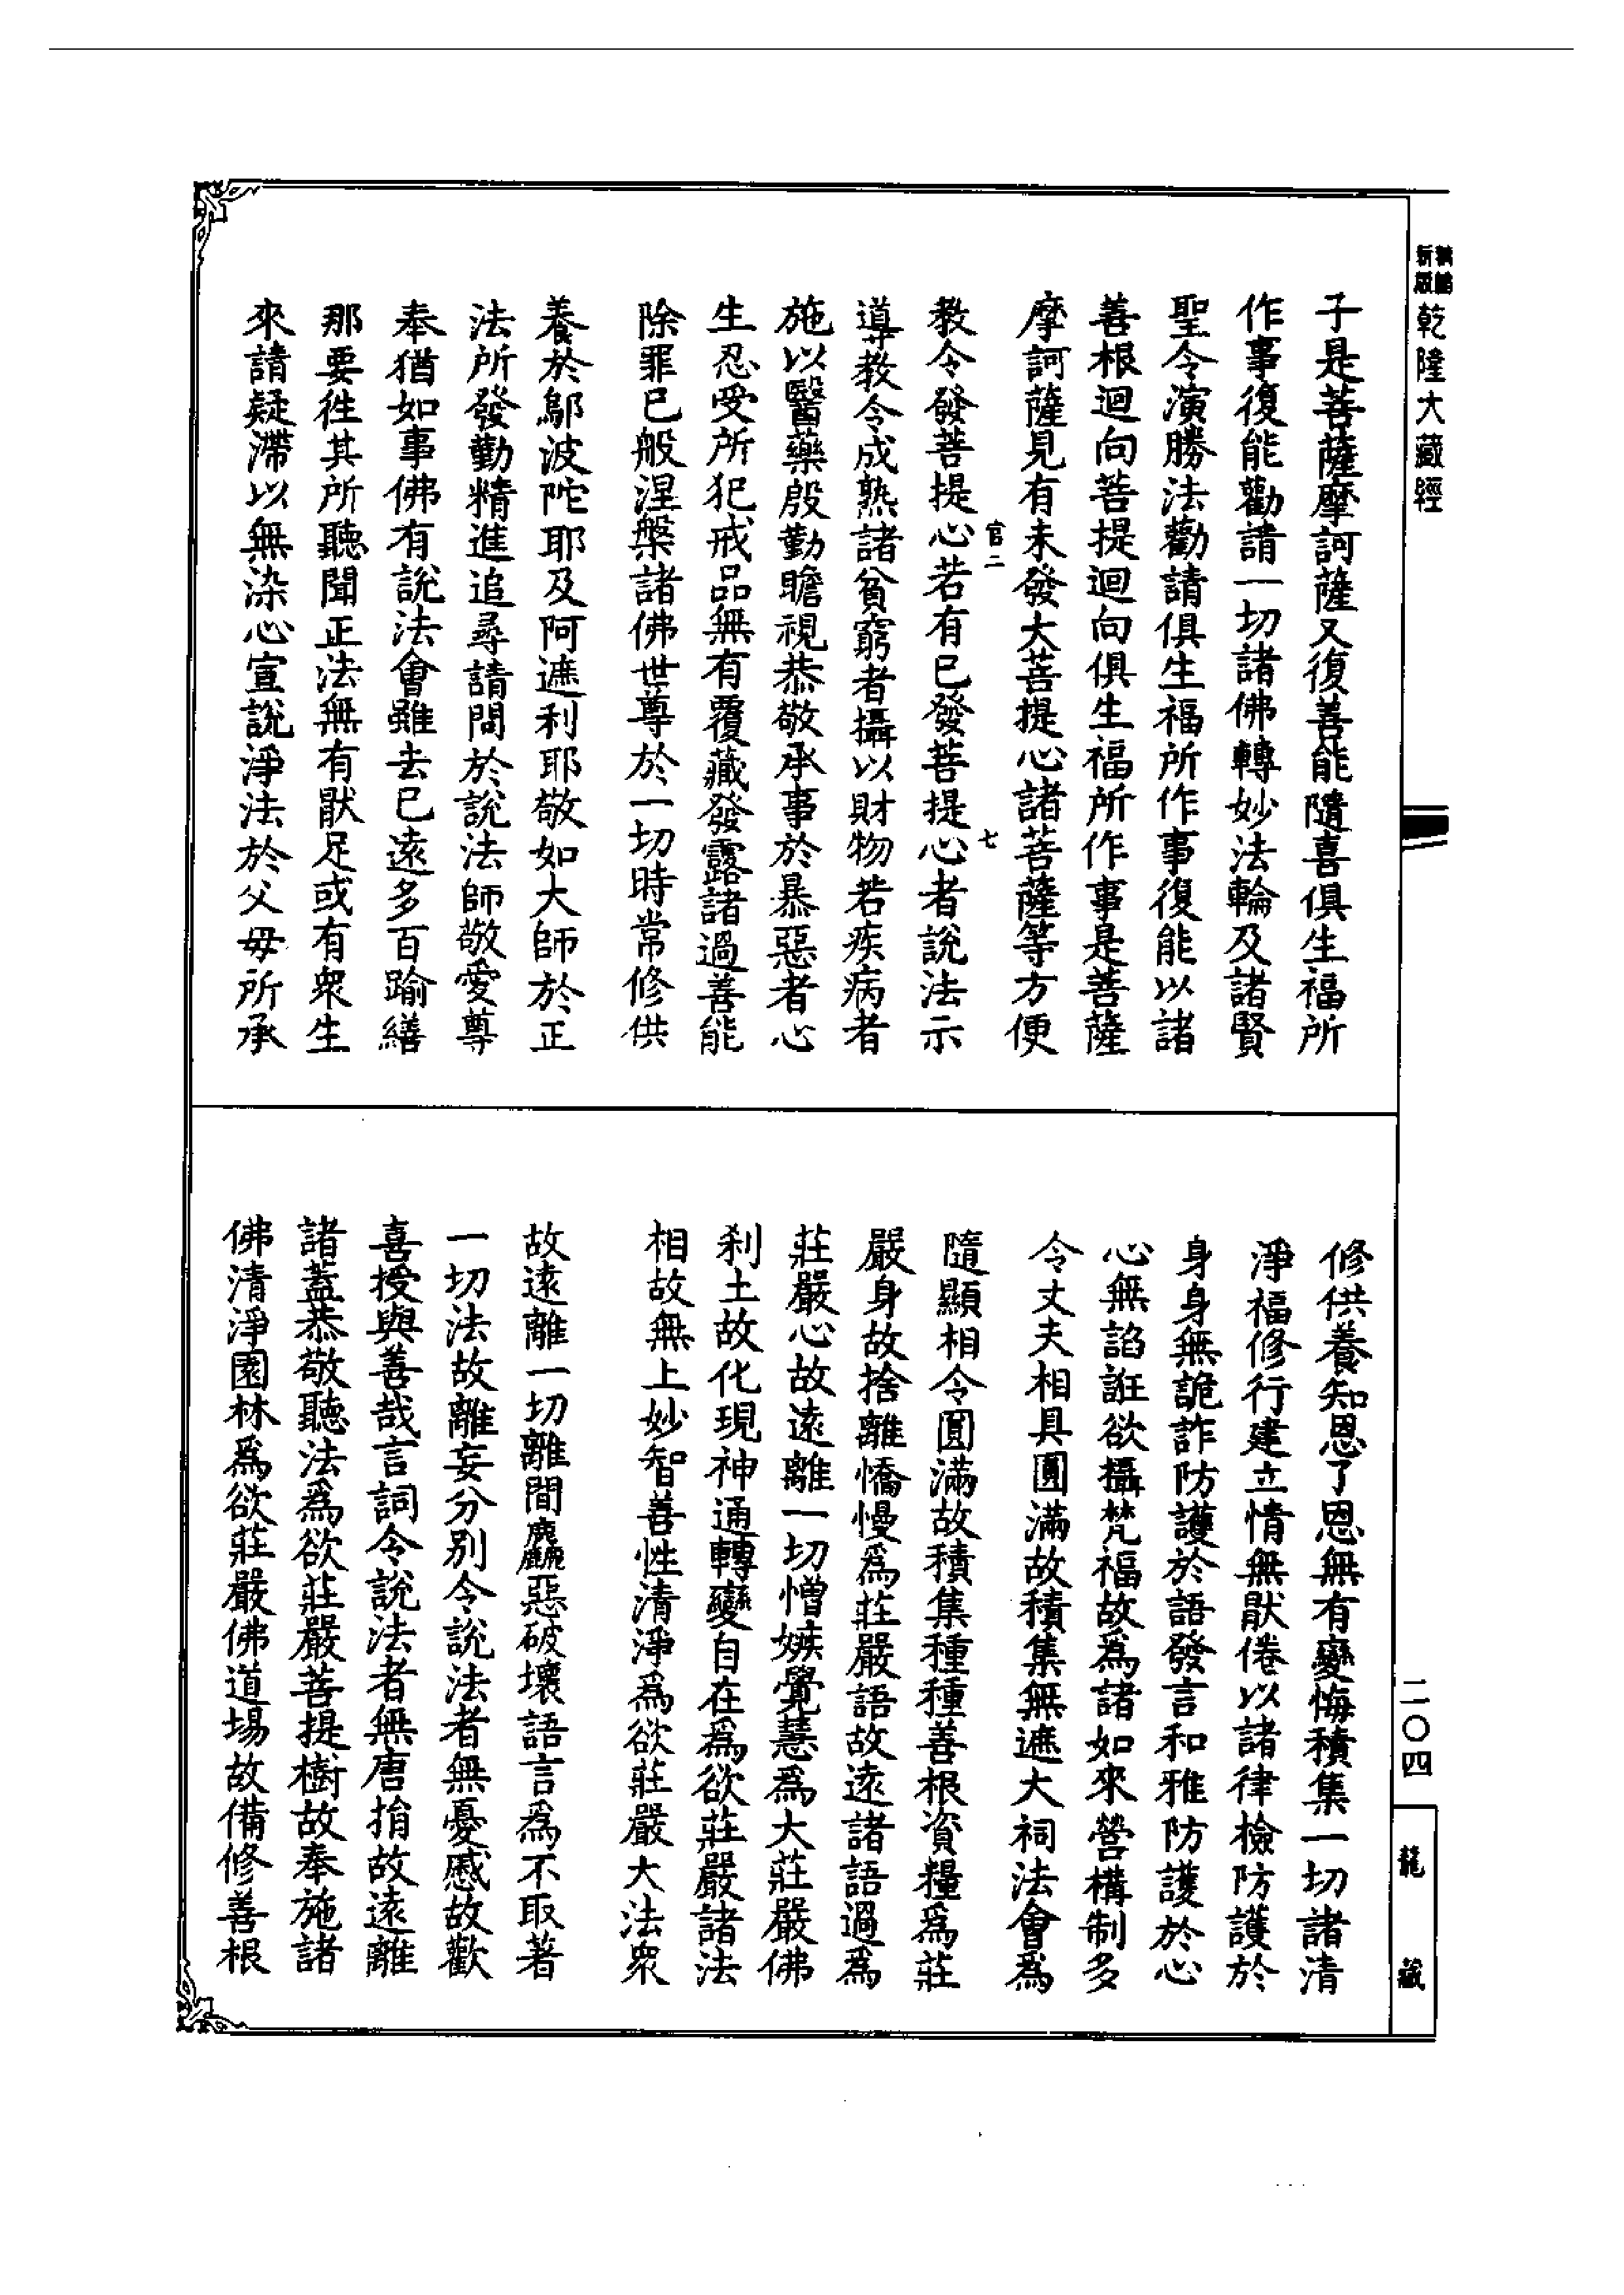 新版
精繕
乾隆大藏經
子是菩薩摩訶薩又復善能隨喜俱生福所
作事復能勸請一切諸佛轉妙法輪及諸賢
聖令演勝法勸請俱生福所作事復能以諸
善根迴向菩提迴向俱生福所作事是菩薩
摩訶薩見有未發大菩提心諸菩薩等方便
官二
七
教令發菩提心若有已發菩提心者說法示
導教令成熟諸貧窮者攝以財物若疾病者
施以醫藥殷勤瞻視恭敬承事於暴惡者心
生忍受所犯戒品無有覆藏發露諸過善能
除罪已般涅槃諸佛世尊於一切時常修供
養於鄔波陀耶及阿遮利耶敬如大師於正
法所發勤精進追尋請問於說法師敬愛尊
奉猶如事佛有說法會雖去已遠多百踰繕
那要徃其所聽聞正法無有猒足或有衆生
來請疑滯以無染心宣說淨法於父母所承
修供養知恩了恩無有變悔積集一切諸清
淨福修行建立情無猒倦以諸律檢防護於
身身無詭詐防護於語發言和雅防護於心
心無諂誑欲攝梵福故爲諸如來營構制多
令丈夫相具圓滿故積集無遮大祠法會爲
隨顯相令圓滿故積集種種善根資糧爲莊
嚴身故捨離憍慢爲莊嚴語故遠諸語過爲
莊嚴心故遠離一切憎嫉覺慧爲大莊嚴佛
刹土故化現神通轉變自在爲欲莊嚴諸法
相故無上妙智善性清淨爲欲莊嚴大法衆
故遠離一切離間麤惡破壞語言爲不取著
一切法故離妄分別令說法者無憂慼故歡
喜授與善哉言詞令說法者無唐捐故遠離
諸蓋恭敬聽法爲欲莊嚴菩提樹故奉施諸
佛清淨園林爲欲莊嚴佛道場故備修善根
二〇四
龍藏